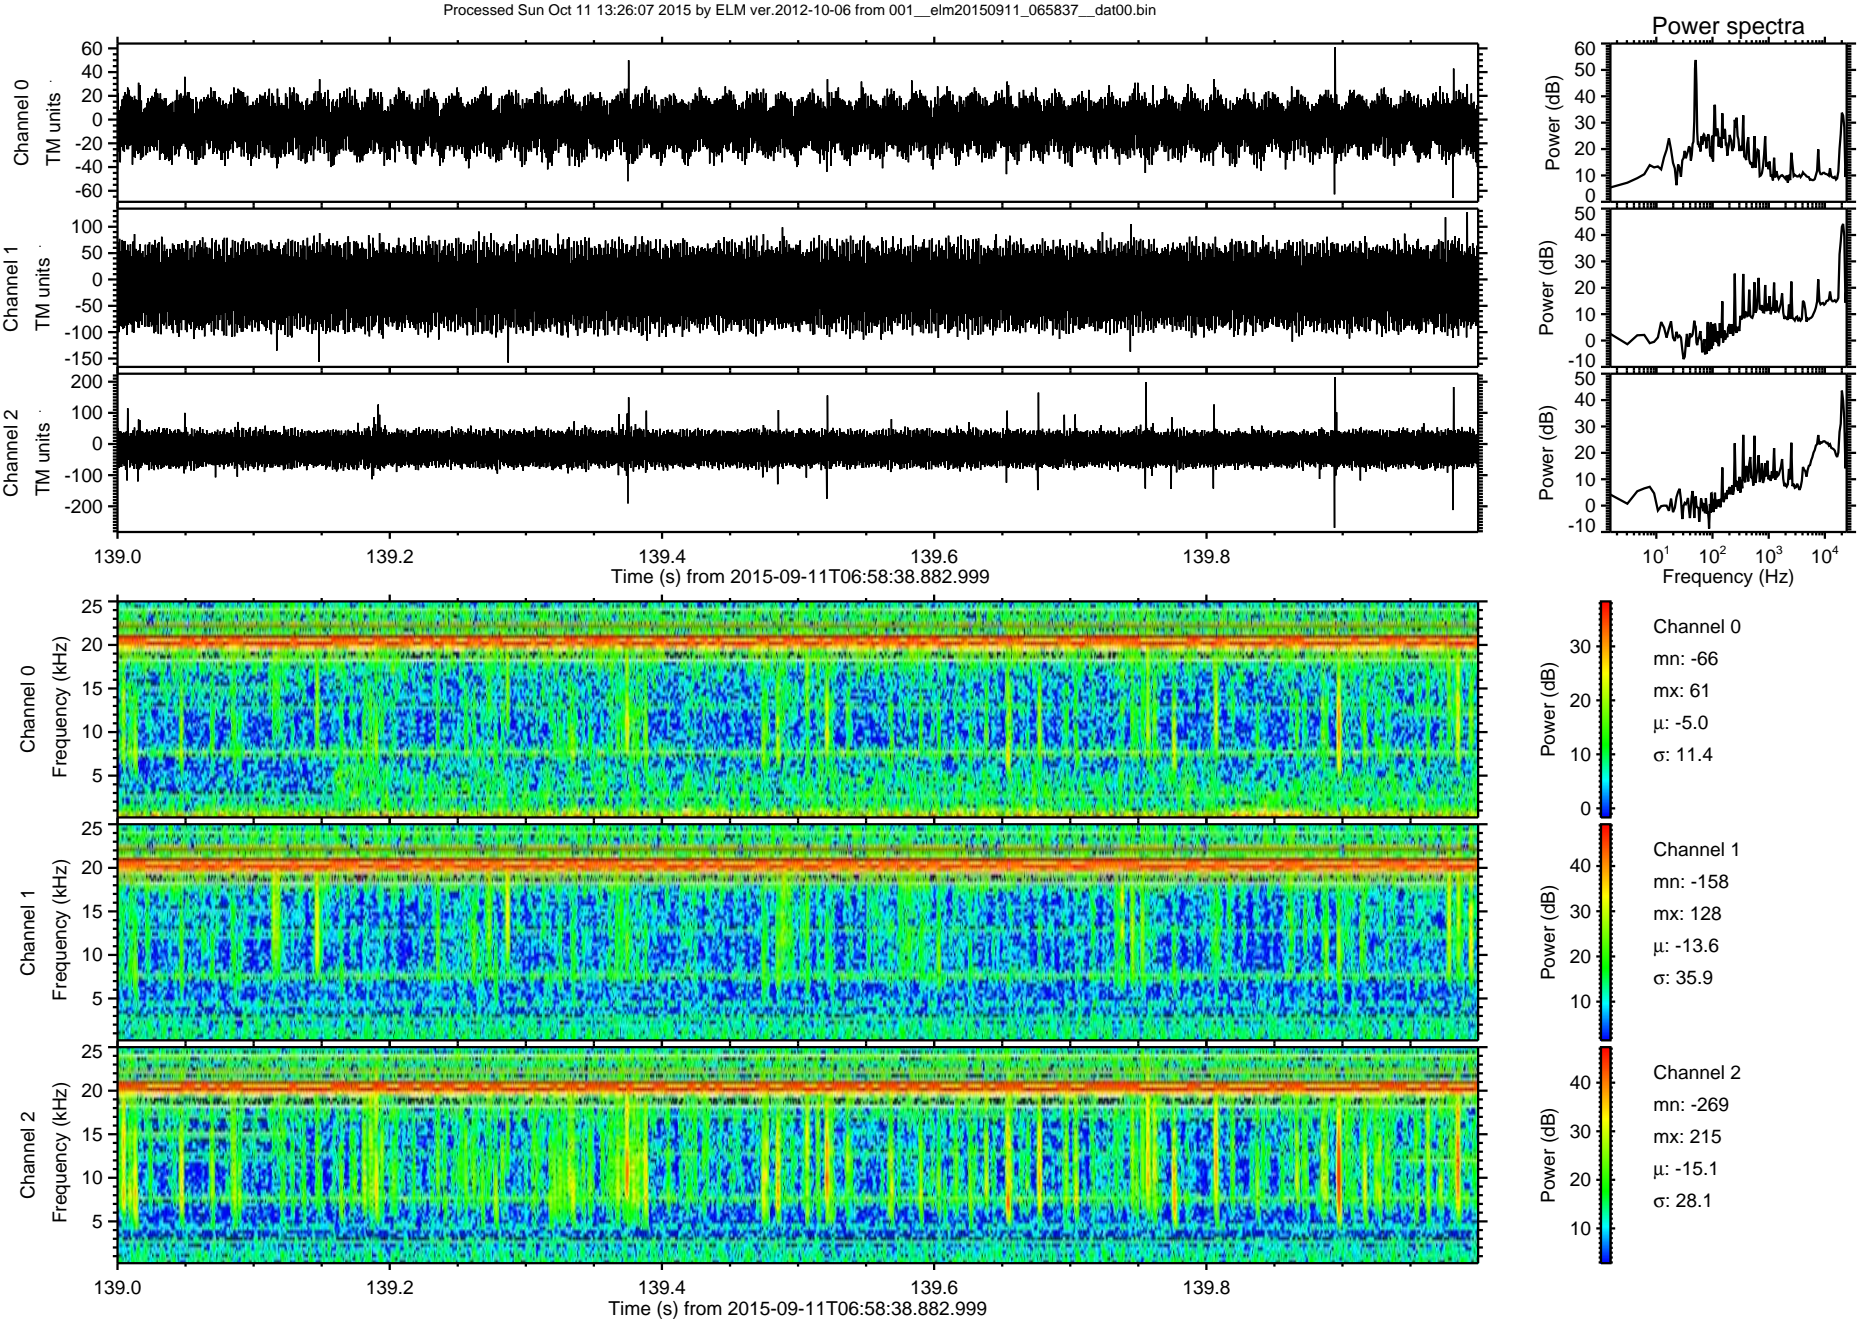 Processed Sun Oct 11 13:26:07 2015 by ELM ver.2012-10-06 from 001__elm20150911_065837__dat00.bin
Power spectra
Channel 0
TM units
60
40
20
0
-20
-40
-60
Power (dB)
60
50
40
30
20
10
0
Channel 1
TM units
100
50
0
-50
-100
-150
Power (dB)
50
40
30
20
10
0
-10
Channel 2
TM units
200
100
0
-100
-200
Power (dB)
50
40
30
20
10
0
-10
139.0 139.2 139.4 139.6 139.8
Time (s) from 2015-09-11T06:58:38.882.999
10^1 10^2 10^3 10^4
Frequency (Hz)
Channel 0
Frequency (kHz)
25
20
15
10
5
Power (dB)
30
20
10
0
Channel 0
mn: -66
mx: 61
μ: -5.0
σ: 11.4
Channel 1
Frequency (kHz)
25
20
15
10
5
Power (dB)
40
30
20
10
Channel 1
mn: -158
mx: 128
μ: -13.6
σ: 35.9
Channel 2
Frequency (kHz)
25
20
15
10
5
Power (dB)
40
30
20
10
Channel 2
mn: -269
mx: 215
μ: -15.1
σ: 28.1
139.0 139.2 139.4 139.6 139.8
Time (s) from 2015-09-11T06:58:38.882.999